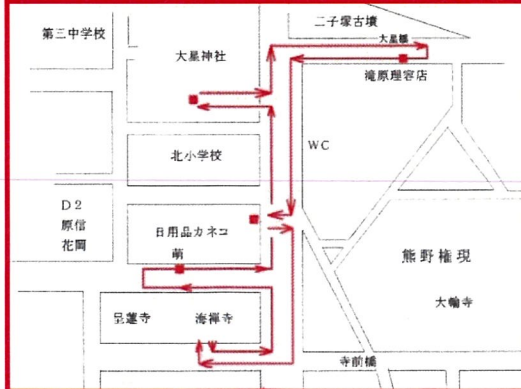 二子塚古墳
第三中学校
大星橋
大星神社
滝原理容店
WC
北小学校
D2
原信
花岡
日用品カネコ
萌
熊野権現
大輪寺
呈蓮寺
海禅寺
寺前橋